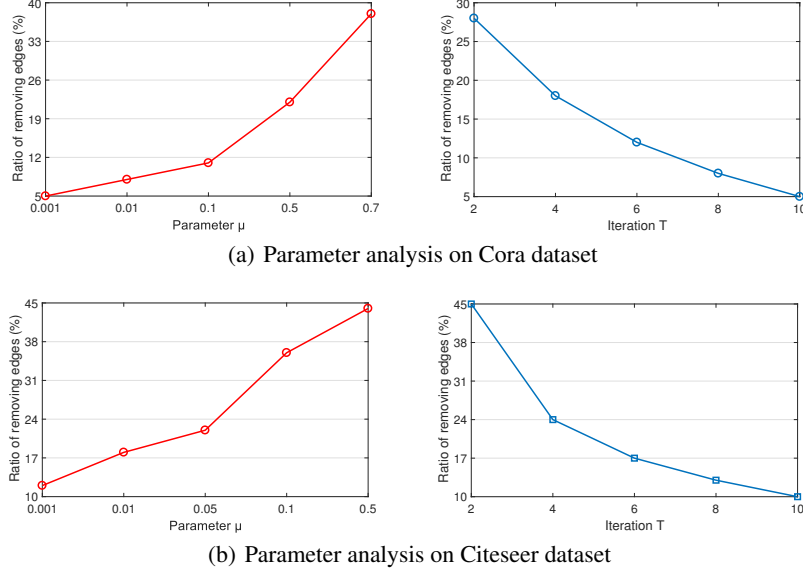 40
33
26
19
12
5
Ratio of removing edges (%)
0.001 0.01 0.1 0.5 0.7
Parameter μ
30
25
20
15
10
5
Ratio of removing edges (%)
2 4 6 8 10
Iteration T
(a) Parameter analysis on Cora dataset
45
38
31
24
17
10
Ratio of removing edges (%)
0.001 0.01 0.05 0.1 0.5
Parameter μ
45
38
31
24
17
10
Ratio of removing edges (%)
2 4 6 8 10
Iteration T
(b) Parameter analysis on Citeseer dataset